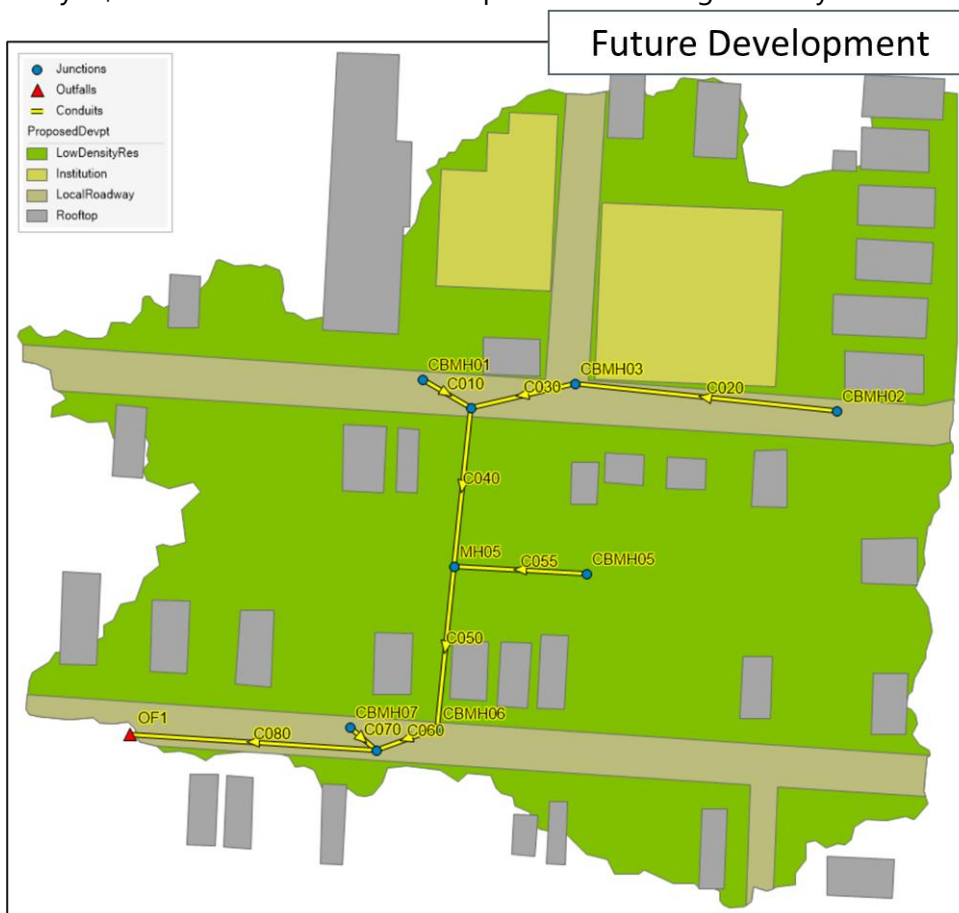 Future Development
Junctions
Outfalls
Conduits
ProposedDevpt
LowDensityRes
Institution
LocalRoadway
Rooftop
CBMH01
C010
C030
CBMH03
C020
CBMH02
C040
MH05
C055
CBMH05
C050
OF1
CBMH07
CBMH06
C070
C060
C080